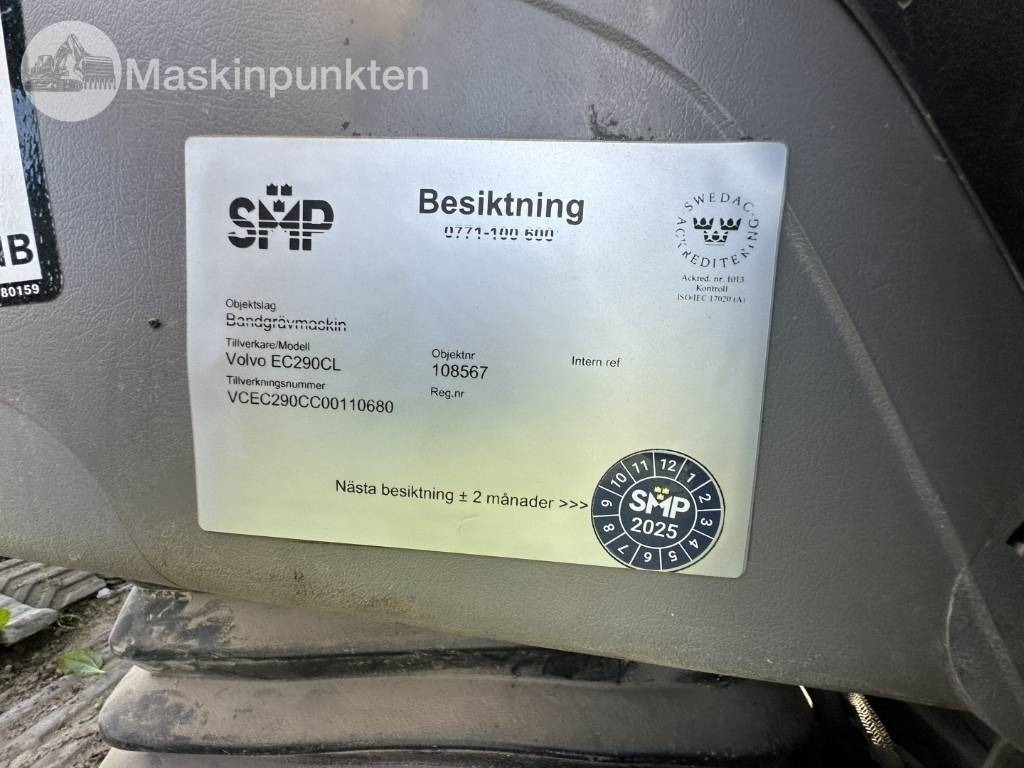 Maskinpunkten
NB
80159
SMP
Besiktning
0771-100 600
SWEDAC
ACKREDITERING
Ackred. nr. 1013
Kontroll
ISO/IEC 17020 (A)
Objektslag
Bandgrävmaskin
Tillverkare/Modell
Volvo EC290CL
Objektnr
108567
Intern ref
Tillverkningsnummer
VCEC290CC00110680
Reg.nr
Nästa besiktning ± 2 månader >>>
12 1 2 3 4 5 6 7 8 9 10 11
SMP
2025